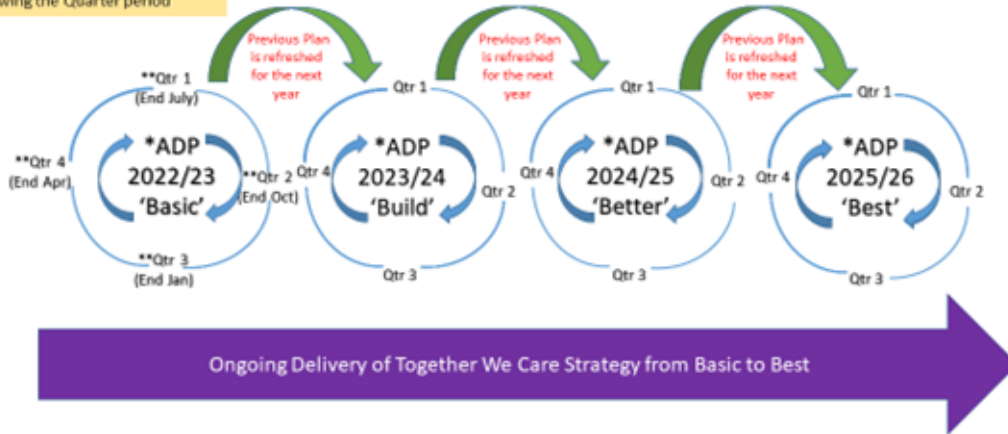 wing the Quarter period
Previous Plan
is refreshed
for the next
year
Previous Plan
is refreshed
for the next
year
Previous Plan
is refreshed
for the next
year
**Qtr 1
(End July)
**Qtr 4
(End Apr)
*ADP
2022/23
'Basic'
**Qtr 2
(End Oct)
**Qtr 3
(End Jan)
Qtr 1
Qtr 4
*ADP
2023/24
'Build'
Qtr 2
Qtr 3
Qtr 1
Qtr 4
*ADP
2024/25
'Better'
Qtr 2
Qtr 3
Qtr 1
Qtr 4
*ADP
2025/26
'Best'
Qtr 2
Qtr 3
Ongoing Delivery of Together We Care Strategy from Basic to Best